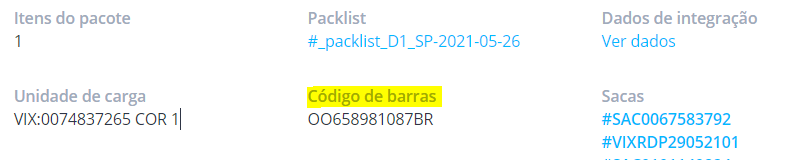 Itens do pacote
1
Packlist
#_packlist_D1_SP-2021-05-26
Dados de integração
Ver dados
Unidade de carga
VIX:0074837265 COR 1
Código de barras
OO658981087BR
Sacas
#SAC0067583792
#VIXRDP29052101